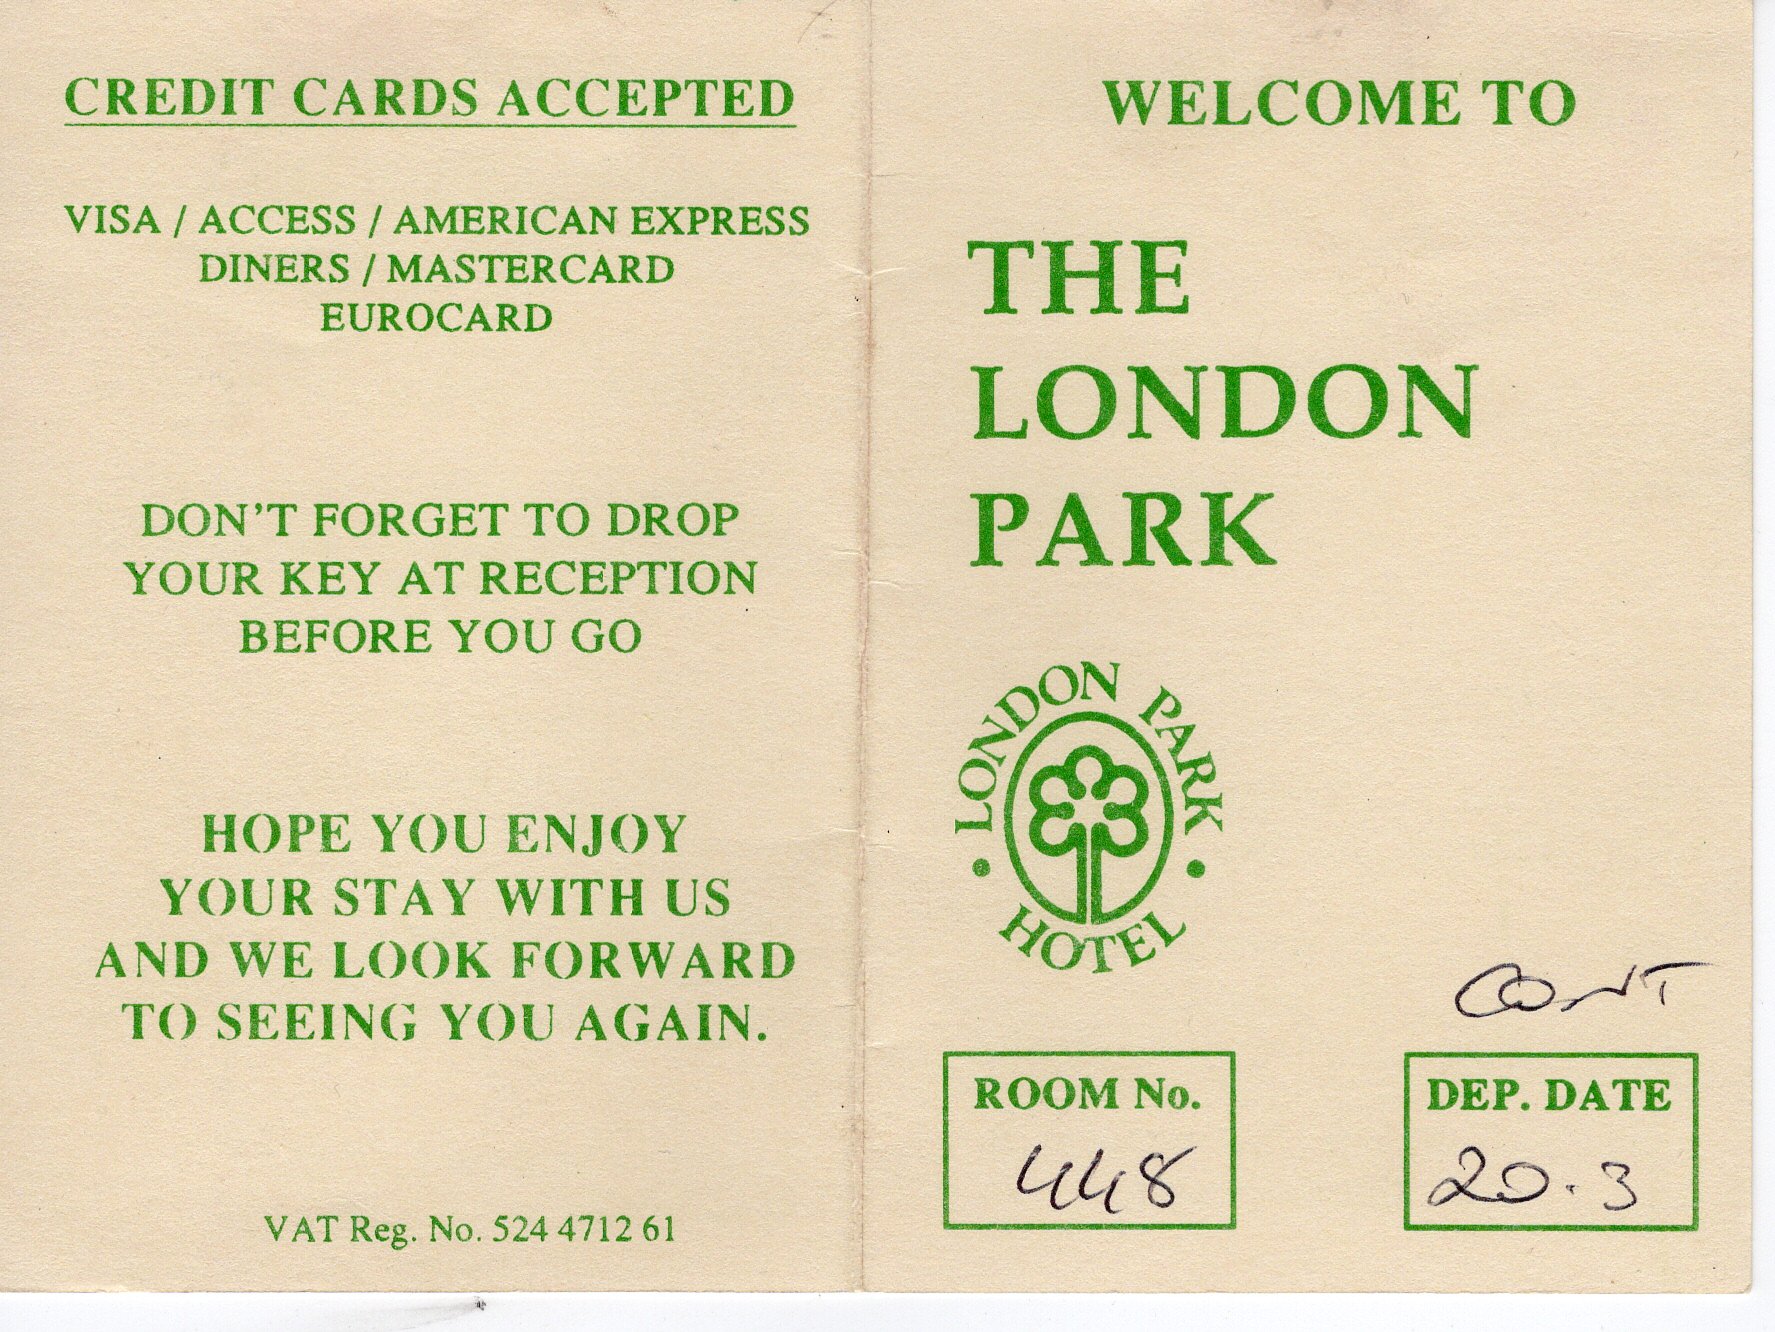 CREDIT CARDS ACCEPTED
VISA / ACCESS / AMERICAN EXPRESS
DINERS / MASTERCARD
EUROCARD
DON'T FORGET TO DROP
YOUR KEY AT RECEPTION
BEFORE YOU GO
HOPE YOU ENJOY
YOUR STAY WITH US
AND WE LOOK FORWARD
TO SEEING YOU AGAIN.
VAT Reg. No. 524 4712 61
WELCOME TO
THE
LONDON
PARK
LONDON PARK
HOTEL
CONT
ROOM No.
448
DEP. DATE
20.3